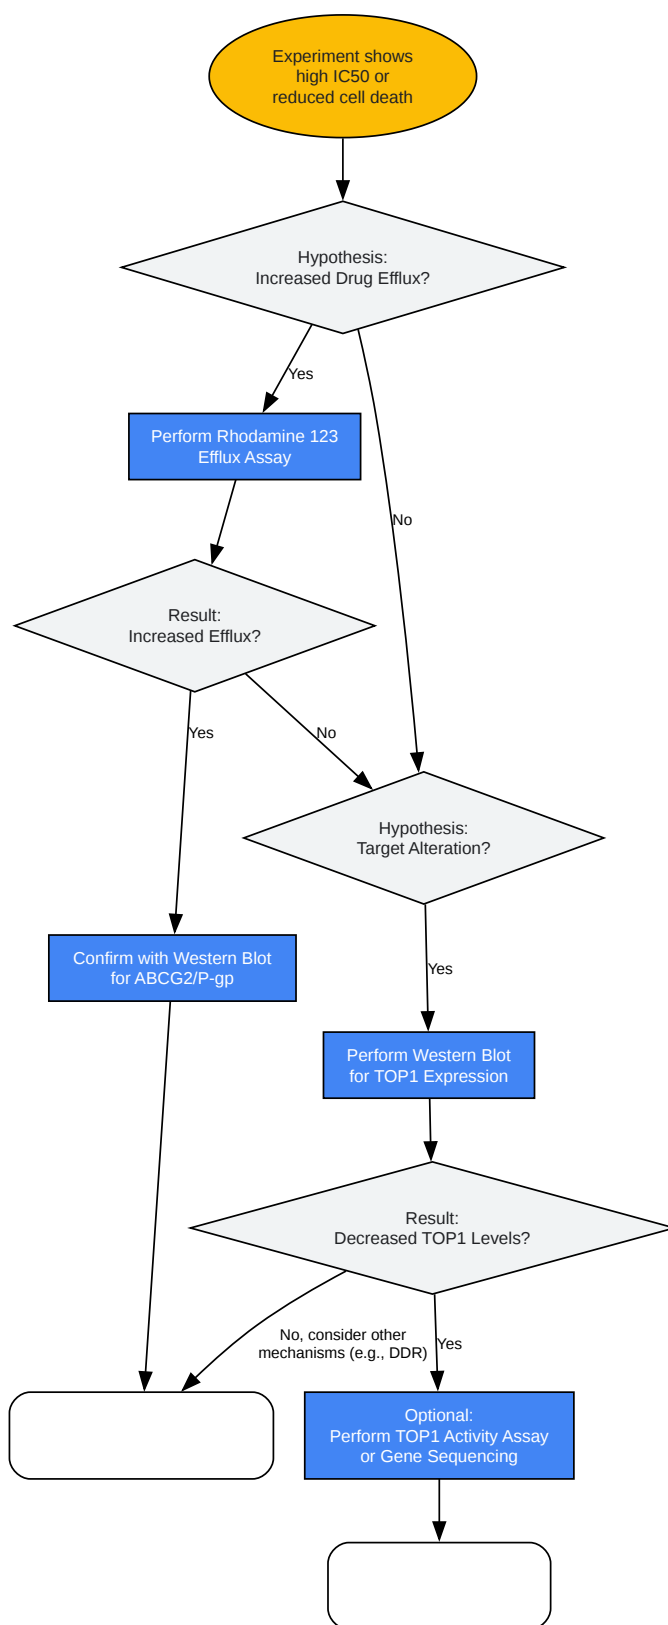 Experiment shows
high IC50 or
reduced cell death
Hypothesis:
Increased Drug Efflux?
Yes
Perform Rhodamine 123
Efflux Assay
No
Result:
Increased Efflux?
Yes
No
Hypothesis:
Target Alteration?
Confirm with Western Blot
for ABCG2/P-gp
Yes
Perform Western Blot
for TOP1 Expression
Result:
Decreased TOP1 Levels?
No, consider other
mechanisms (e.g., DDR)
Yes
Optional:
Perform TOP1 Activity Assay
or Gene Sequencing